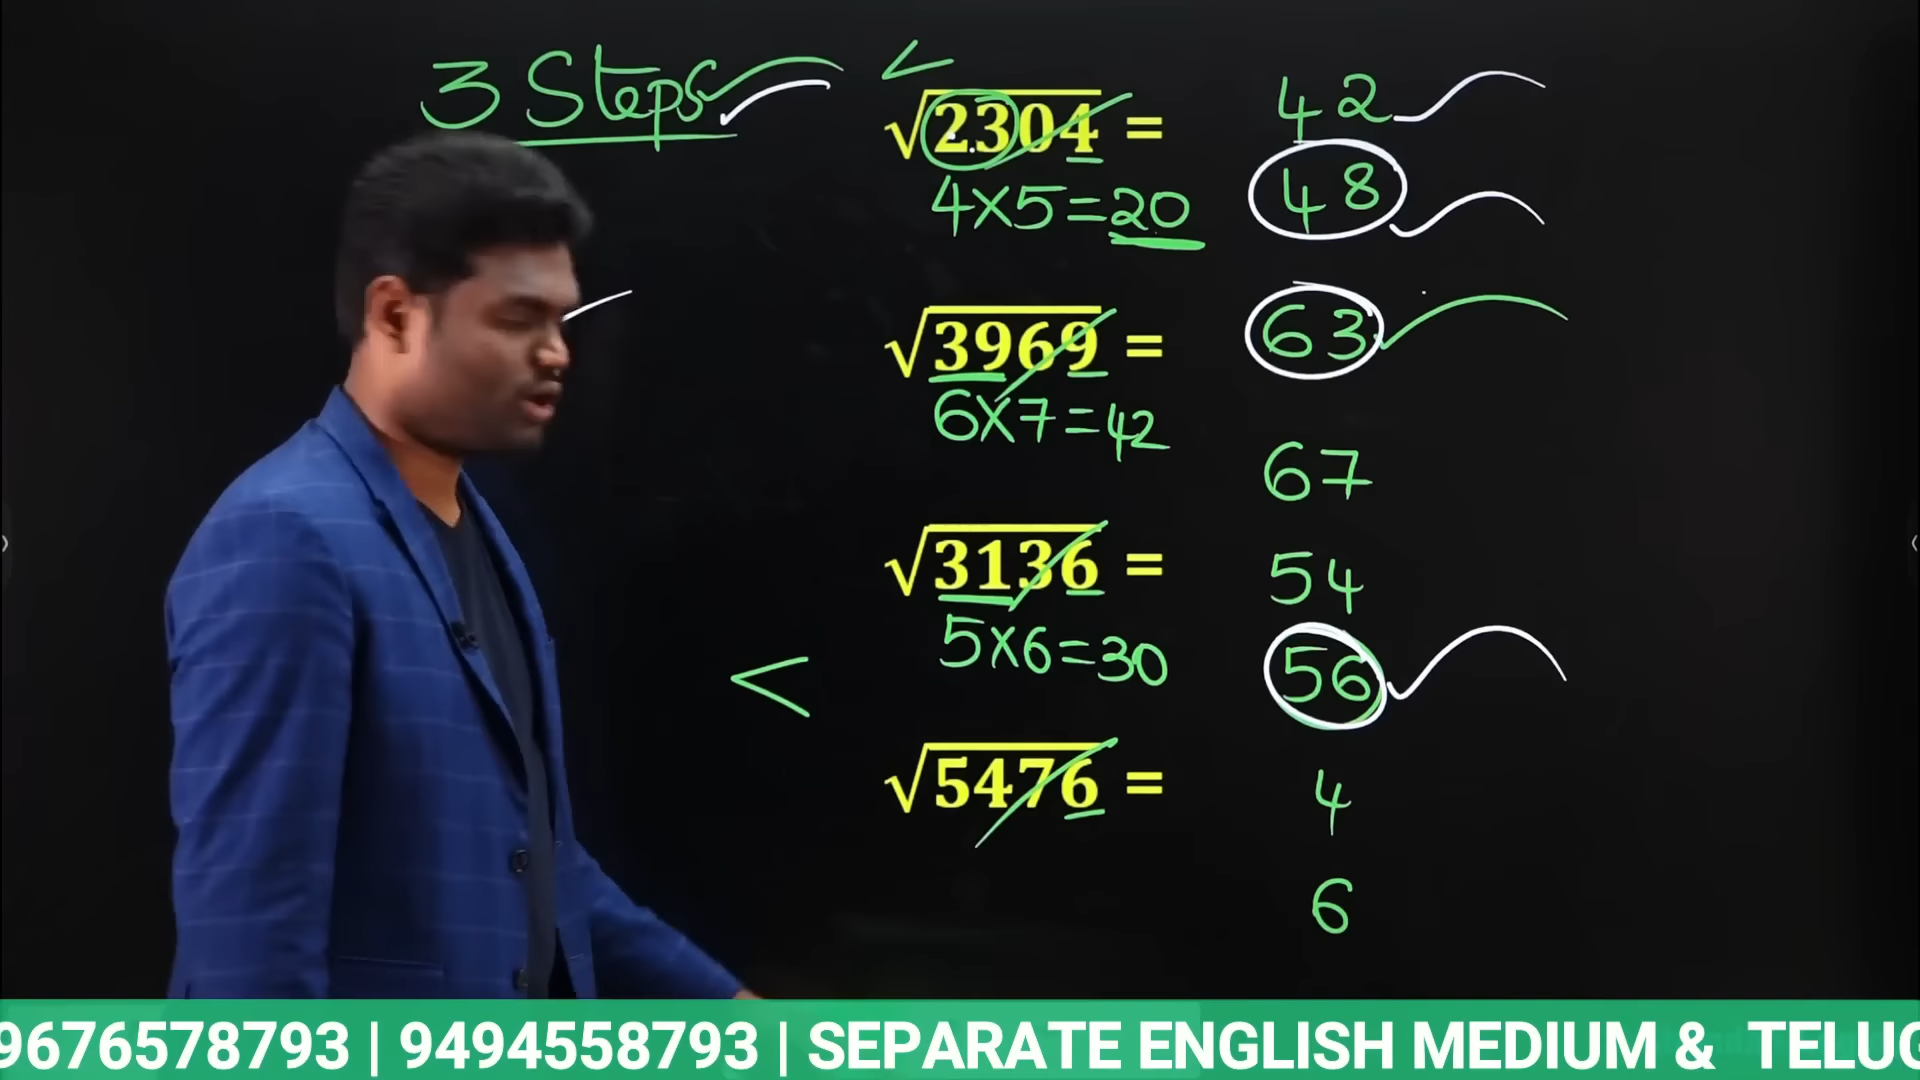 3 Steps
√2304 = 42
4×5=20 48
√3969 = 63
6×7=42 67
√3136 = 54
5×6=30 56
<
√5476 = 4
6
9676578793 | 9494558793 | SEPARATE ENGLISH MEDIUM & TELUG